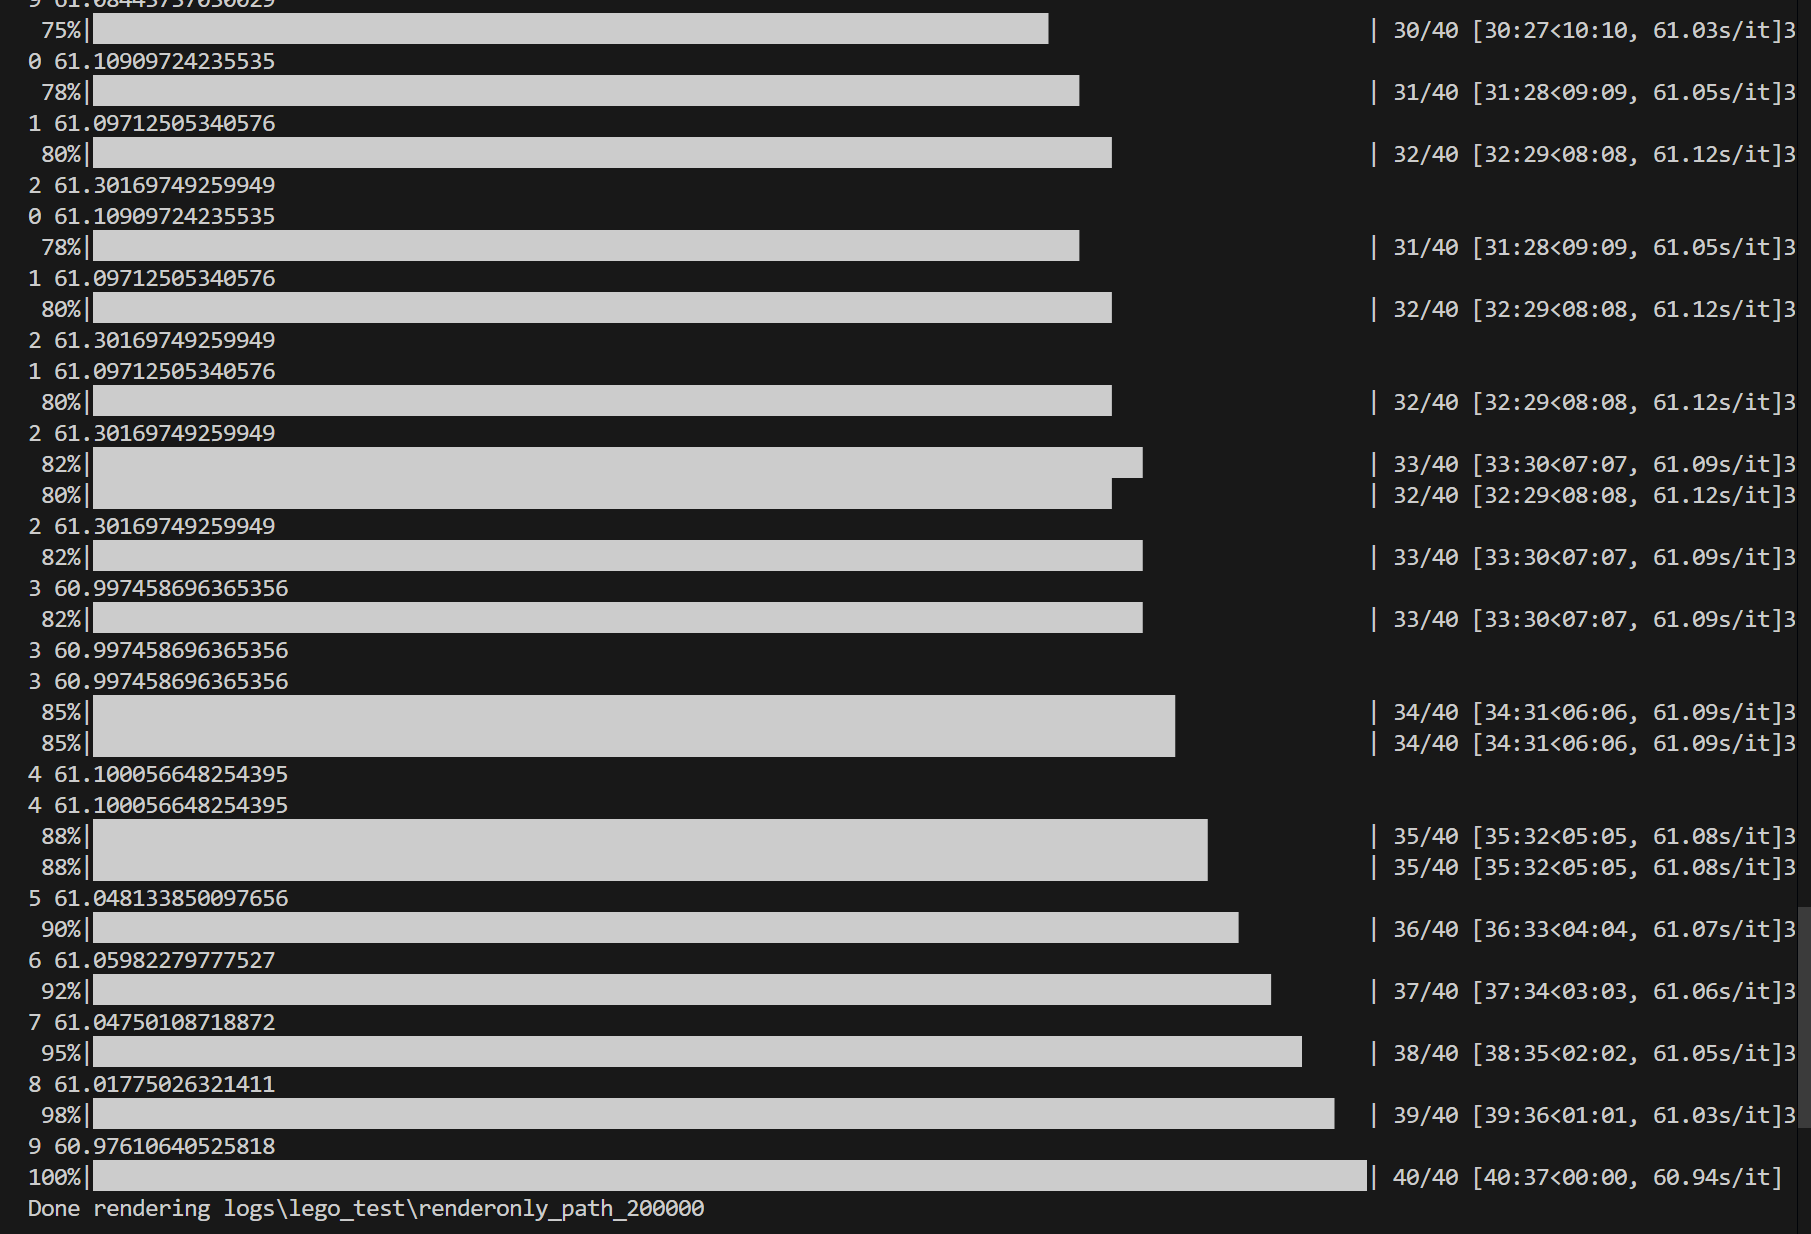 75%| | 30/40 [30:27<10:10, 61.03s/it]3
0 61.10909724235535
78%| | 31/40 [31:28<09:09, 61.05s/it]3
1 61.09712505340576
80%| | 32/40 [32:29<08:08, 61.12s/it]3
2 61.30169749259949
0 61.10909724235535
78%| | 31/40 [31:28<09:09, 61.05s/it]3
1 61.09712505340576
80%| | 32/40 [32:29<08:08, 61.12s/it]3
2 61.30169749259949
1 61.09712505340576
80%| | 32/40 [32:29<08:08, 61.12s/it]3
2 61.30169749259949
82%| | 33/40 [33:30<07:07, 61.09s/it]3
80%| | 32/40 [32:29<08:08, 61.12s/it]3
2 61.30169749259949
82%| | 33/40 [33:30<07:07, 61.09s/it]3
3 60.997458696365356
82%| | 33/40 [33:30<07:07, 61.09s/it]3
3 60.997458696365356
3 60.997458696365356
85%| | 34/40 [34:31<06:06, 61.09s/it]3
85%| | 34/40 [34:31<06:06, 61.09s/it]3
4 61.100056648254395
4 61.100056648254395
88%| | 35/40 [35:32<05:05, 61.08s/it]3
88%| | 35/40 [35:32<05:05, 61.08s/it]3
5 61.048133850097656
90%| | 36/40 [36:33<04:04, 61.07s/it]3
6 61.05982279777527
92%| | 37/40 [37:34<03:03, 61.06s/it]3
7 61.04750108718872
95%| | 38/40 [38:35<02:02, 61.05s/it]3
8 61.01775026321411
98%| | 39/40 [39:36<01:01, 61.03s/it]3
9 60.97610640525818
100%| | 40/40 [40:37<00:00, 60.94s/it]
Done rendering logs\lego_test\renderonly_path_200000